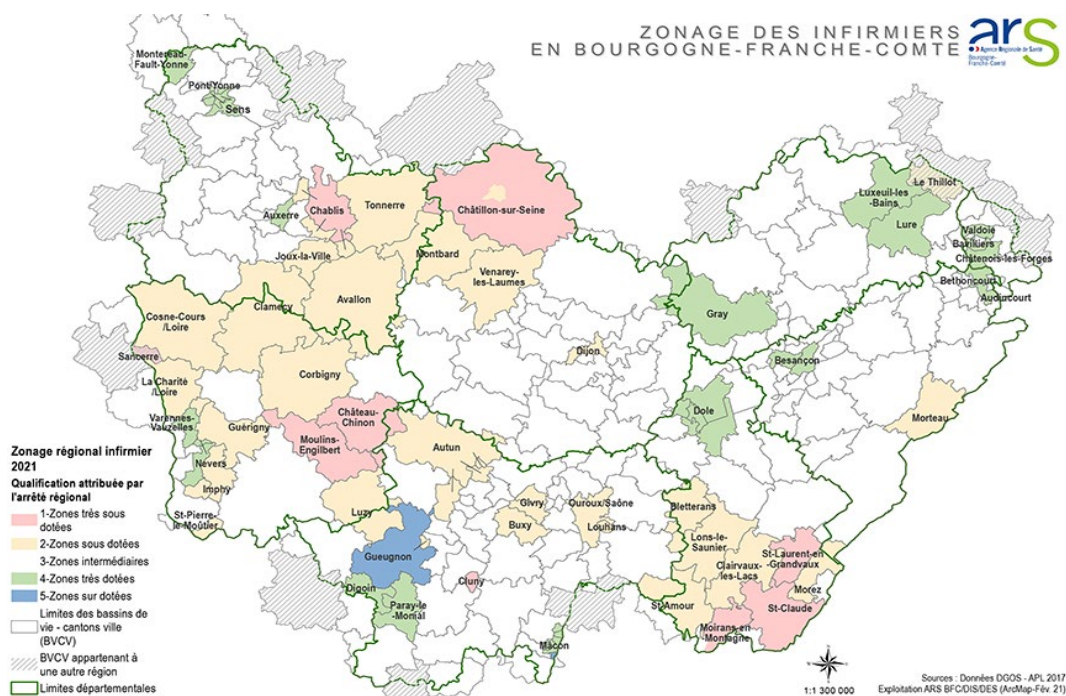 ZONAGE DES INFIRMIERS
EN BOURGOGNE-FRANCHE-COMTE
ars
Agence Régionale de Santé
Bourgogne-
Franche-Comté
Montereau-
Fault-Yonne
Pont/Yonne
Sens
Le Thillot
Luxeuil-les
-Bains
Tonnerre
Chablis
Châtillon-sur-Seine
Auxerre
Lure
Valdoie
Bavilliers
Châtenois-les-Forges
Joux-la-Ville
Montbard
Venarey-
les-Laumes
Bethoncourt
Audincourt
Avallon
Clamecy
Cosne-Cours
/Loire
Gray
Sancerre
Dijon
Besançon
Corbigny
La Charité
/Loire
Château-
Chinon
Dole
Varennes-
Vauzelles
Guérigny
Morteau
Moulins-
Engilbert
Autun
Nevers
Imphy
Givry
Ouroux/Saône
Bletterans
St-Pierre-
le-Moûtier
Luzy
Buxy
Louhans
Lons-le-
Saunier
St-Laurent-en
-Grandvaux
Gueugnon
Clairvaux-
les-Lacs
Cluny
Morez
Digoin
St-Claude
Paray-le
-Monial
St-Amour
Moirans-en-
Montagne
Mâcon
Zonage régional infirmier
2021
Qualification attribuée par
l'arrêté régional
1-Zones très sous
dotées
2-Zones sous dotées
3-Zones intermédiaires
4-Zones très dotées
5-Zones sur dotées
Limites des bassins de
vie - cantons ville
(BVCV)
BVCV appartenant à
une autre région
Limites départementales
1:1 300 000
Sources : Données DGOS - APL 2017
Exploitation ARS BFC/DIS/DES (ArcMap-Fév. 21)